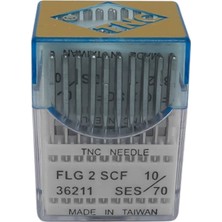 TNC NEEDLE
FLG 2 SCF 10/
36211 SES/70
MADE IN TAIWAN